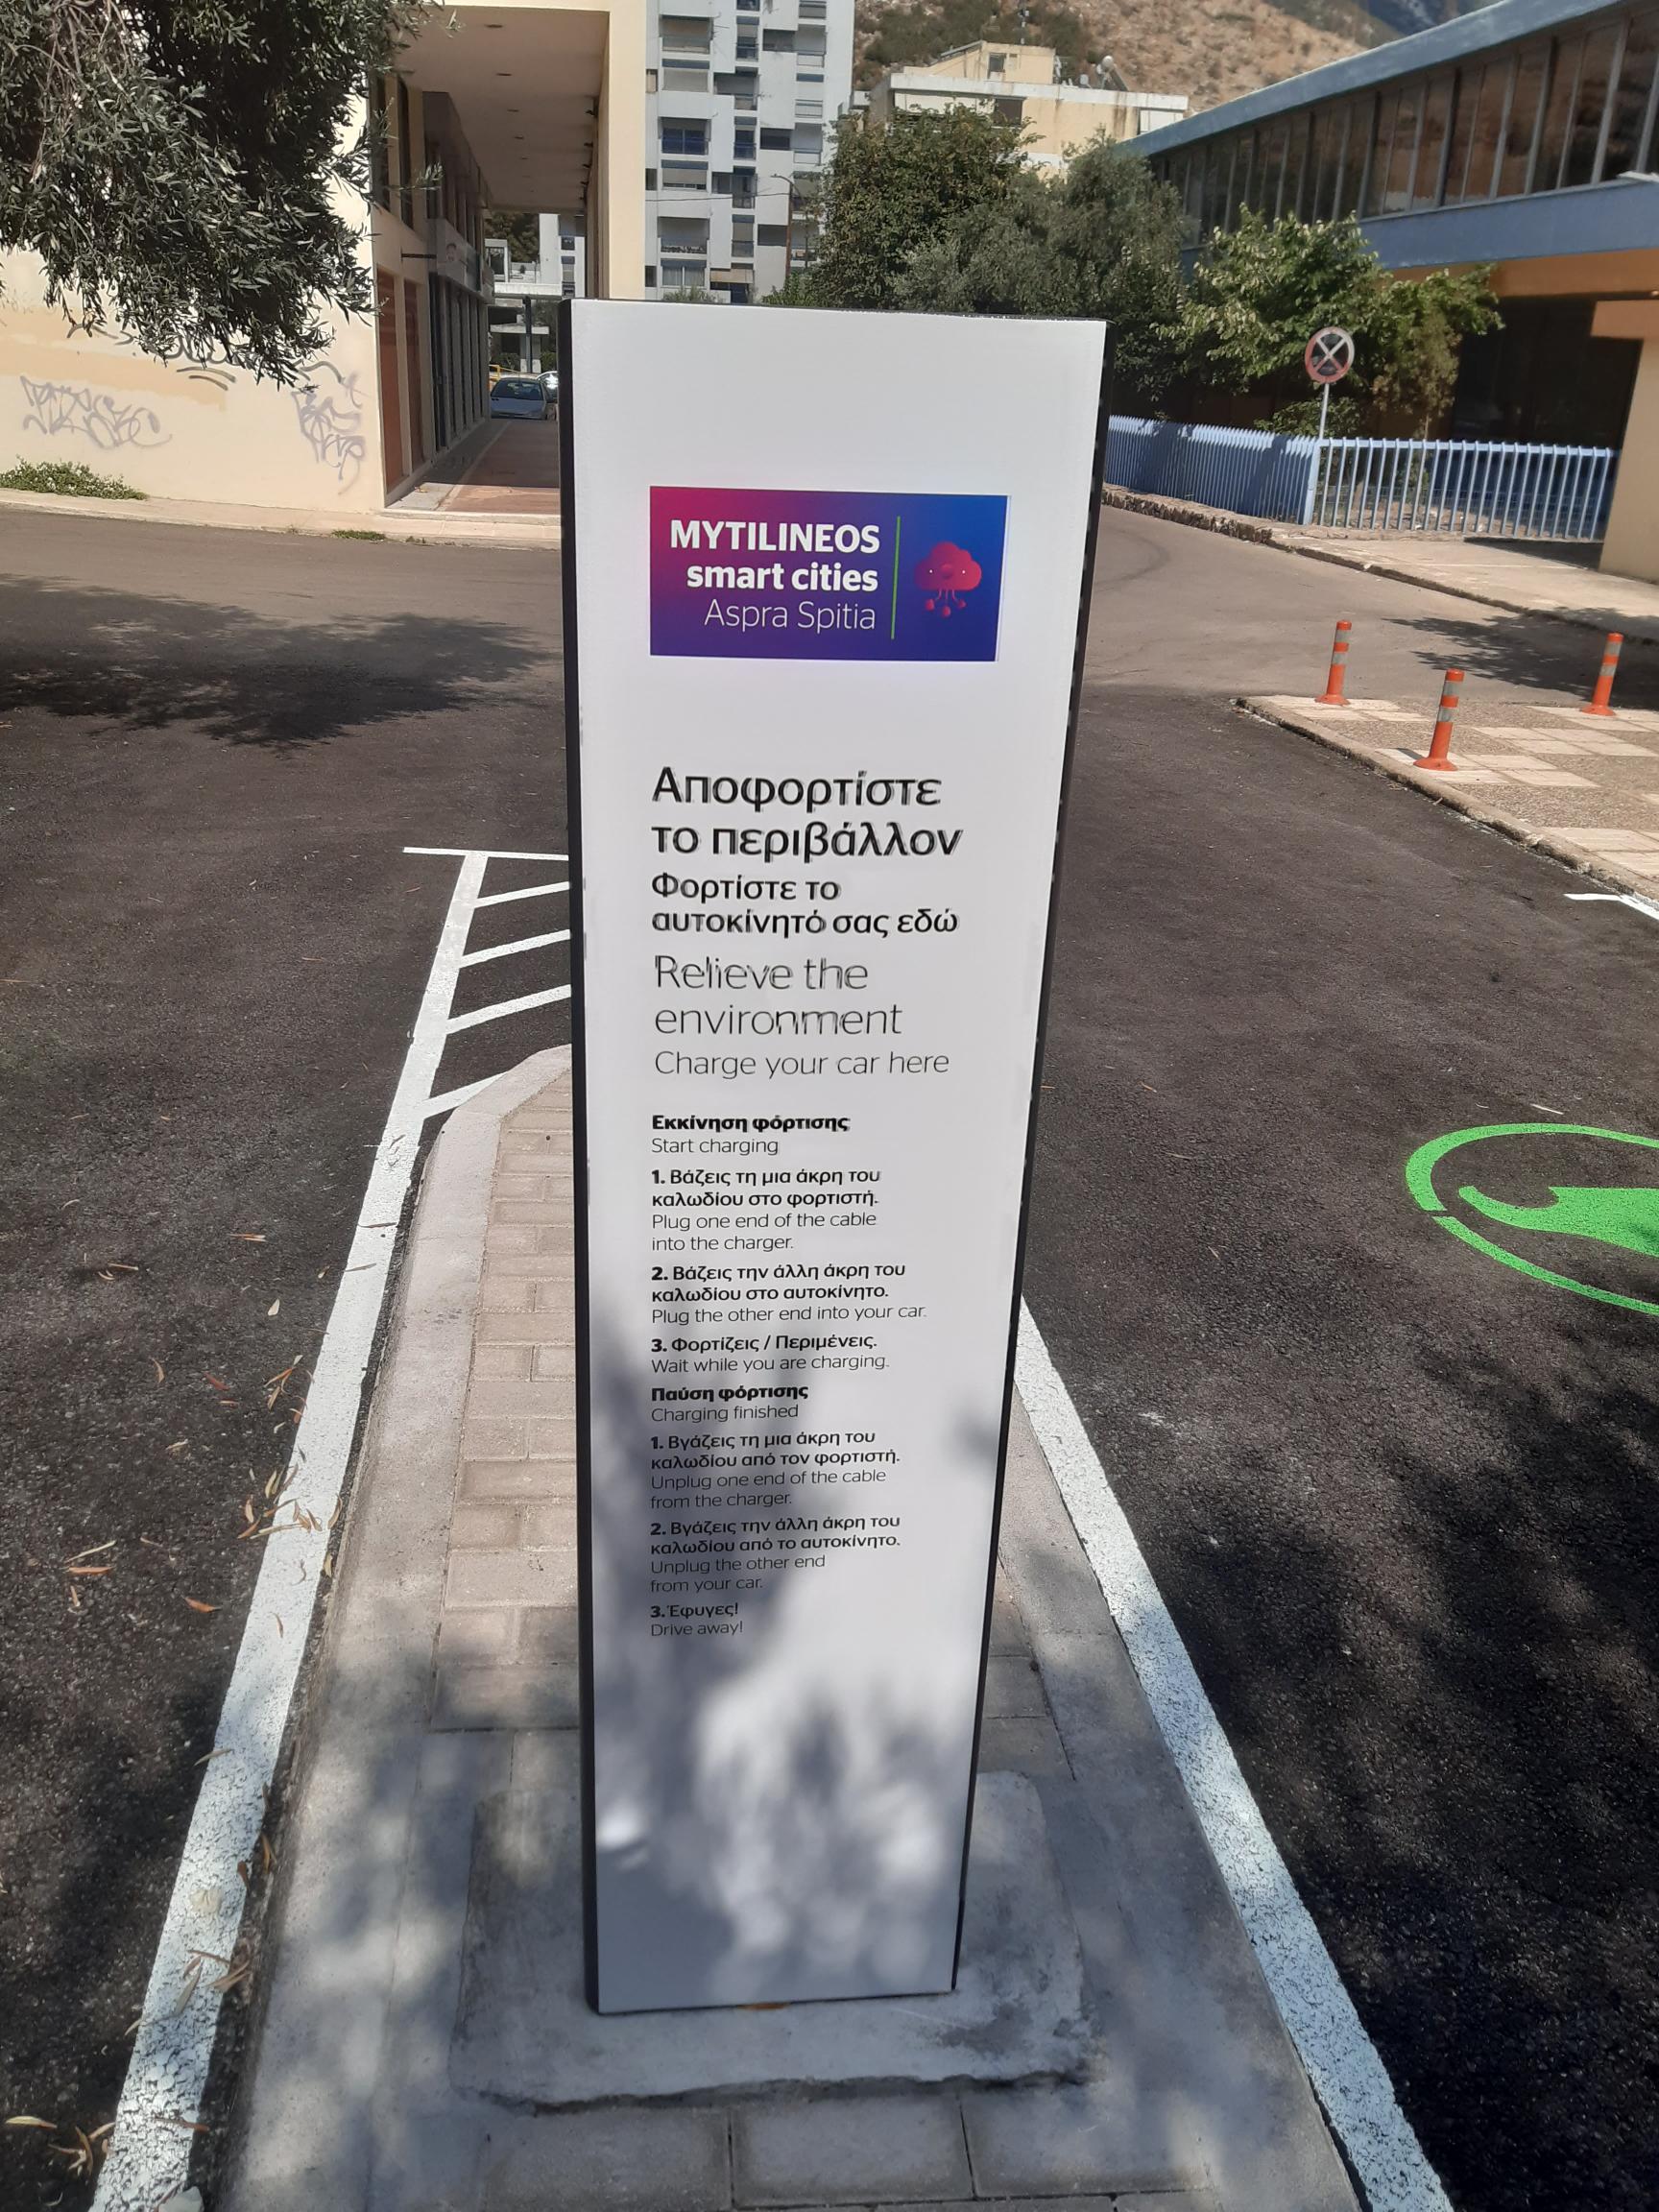 MYTILINEOS
smart cities
Aspra Spitia
Αποφορτίστε
το περιβάλλον
Φορτίστε το
αυτοκίνητό σας εδώ
Relieve the
environment
Charge your car here
Εκκίνηση φόρτισης
Start charging
1. Βάζεις τη μια άκρη του
καλωδίου στο φορτιστή.
Plug one end of the cable
into the charger.
2. Βάζεις την άλλη άκρη του
καλωδίου στο αυτοκίνητο.
Plug the other end into your car.
3. Φορτίζεις / Περιμένεις.
Wait while you are charging.
Παύση φόρτισης
Charging finished
1. Βγάζεις τη μια άκρη του
καλωδίου από τον φορτιστή.
Unplug one end of the cable
from the charger.
2. Βγάζεις την άλλη άκρη του
καλωδίου από το αυτοκίνητο.
Unplug the other end
from your car.
3. Έφυγες!
Drive away!